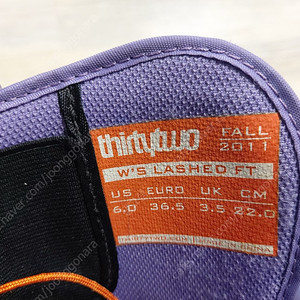 thirtytwo FALL 2011
W'S LASHED FT
US EURO UK CM
6.0 36.5 3.5 22.0